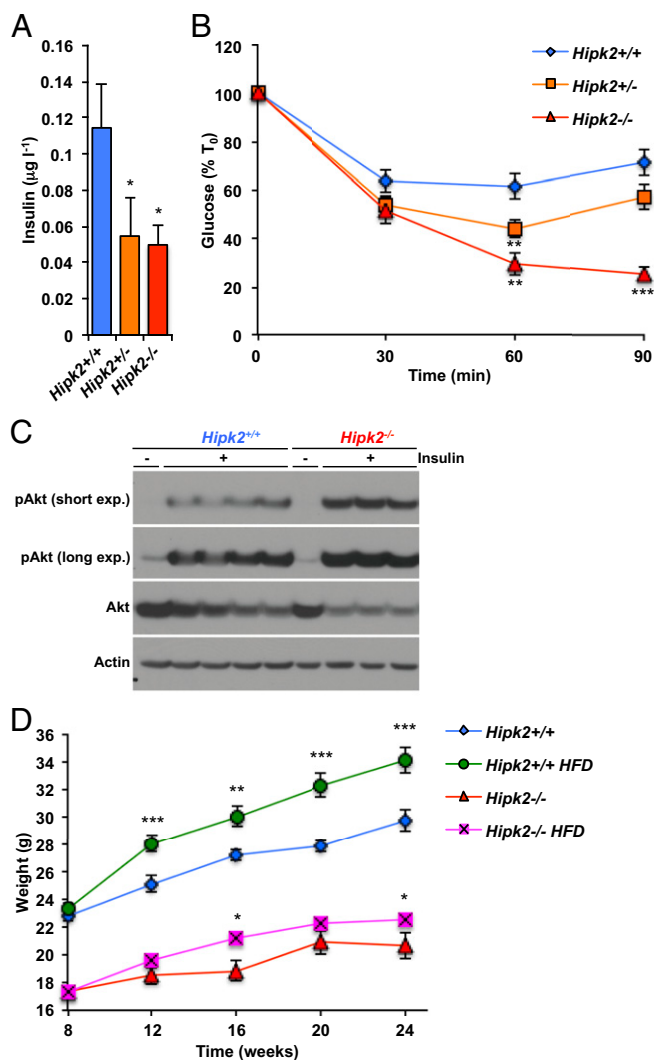 A
0.16
0.14
0.12
0.1
0.08
0.06
0.04
0.02
0
Insulin (µg l-1)
*
*
Hipk2+/+
Hipk2+/-
Hipk2-/-
B
120
100
80
60
40
20
0
Glucose (% T0)
**
**
***
0
30
60
90
Time (min)
Hipk2+/+
Hipk2+/-
Hipk2-/-
C
Hipk2+/+ Hipk2-/-
- + - + Insulin
pAkt (short exp.)
pAkt (long exp.)
Akt
Actin
D
36
34
32
30
28
26
24
22
20
18
16
Weight (g)
***
**
***
***
*
*
8
12
16
20
24
Time (weeks)
Hipk2+/+
Hipk2+/+ HFD
Hipk2-/-
Hipk2-/- HFD